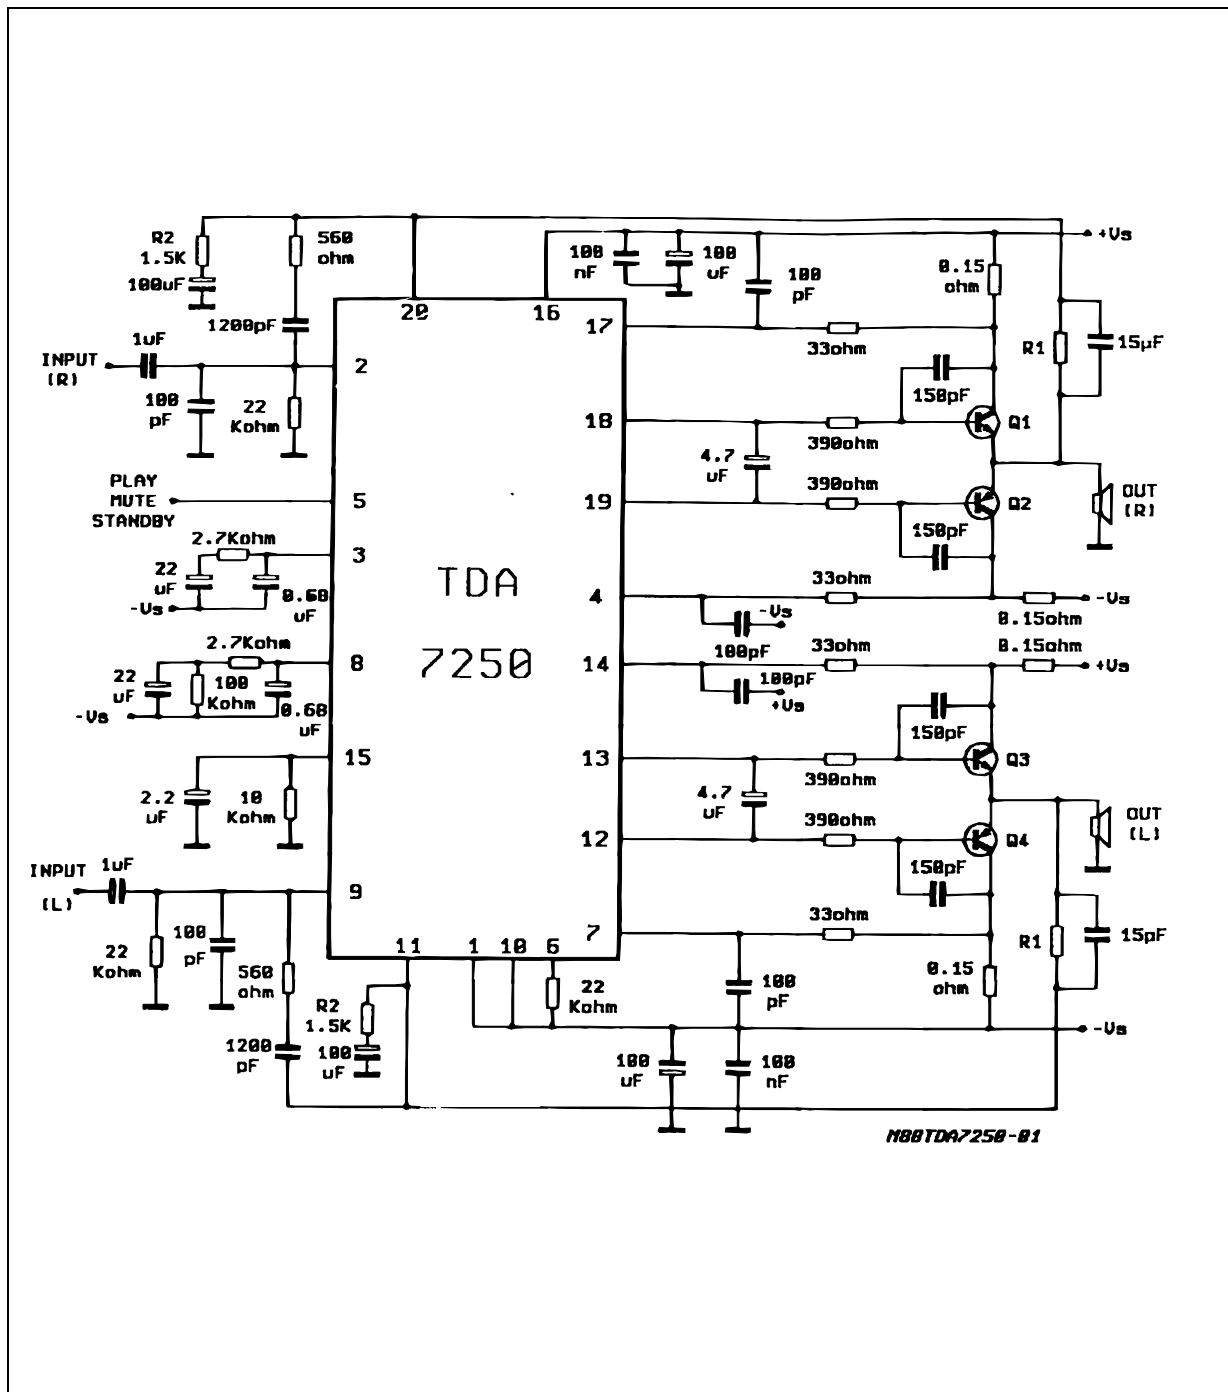 R2
1.5K
100uF
560
ohm
1200pF
1uF
INPUT
(R)
100
pF
22
Kohm
PLAY
MUTE
STANDBY
2.7Kohm
22
uF
-Vs
0.68
uF
2.7Kohm
22
uF
100
Kohm
-Vs
0.68
uF
2.2
uF
10
Kohm
INPUT
(L)
1uF
22
Kohm
100
pF
560
ohm
1200
pF
R2
1.5K
100
uF
20
16
2
5
3
8
15
9
11
1
10
6
17
18
19
4
14
13
12
7
TDA
7250
22
Kohm
100
nF
100
uF
100
pF
0.15
ohm
+Vs
33ohm
R1
15µF
150pF
390ohm
Q1
4.7
uF
390ohm
Q2
OUT
(R)
150pF
33ohm
-Vs
0.15ohm
-Vs
100pF
33ohm
0.15ohm
+Vs
100pF
+Vs
150pF
390ohm
Q3
4.7
uF
390ohm
Q4
OUT
(L)
150pF
33ohm
R1
15pF
0.15
ohm
100
pF
-Vs
100
uF
100
nF
M88TDA7250-01